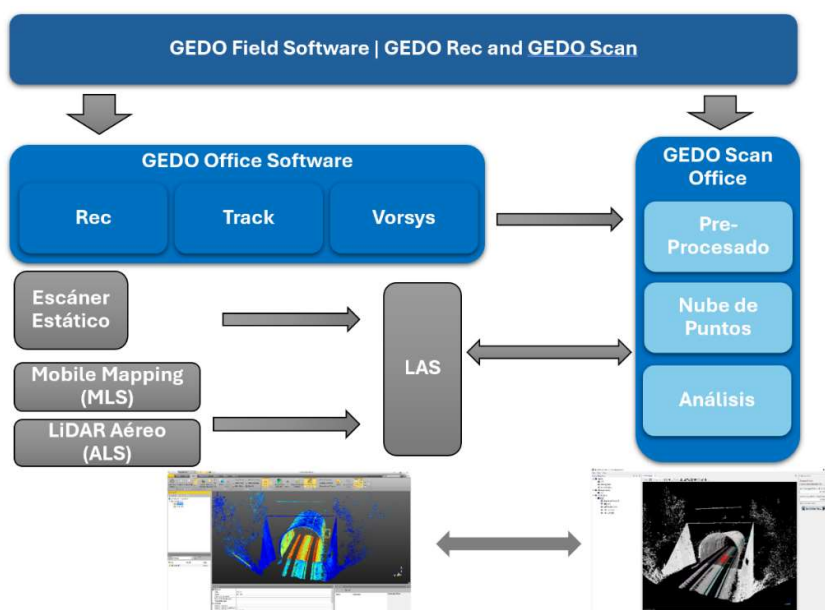 GEDO Field Software | GEDO Rec and GEDO Scan
GEDO Office Software
Rec
Track
Vorsys
GEDO Scan
Office
Pre-
Procesado
Nube de
Puntos
Análisis
Escáner
Estático
Mobile Mapping
(MLS)
LiDAR Aéreo
(ALS)
LAS